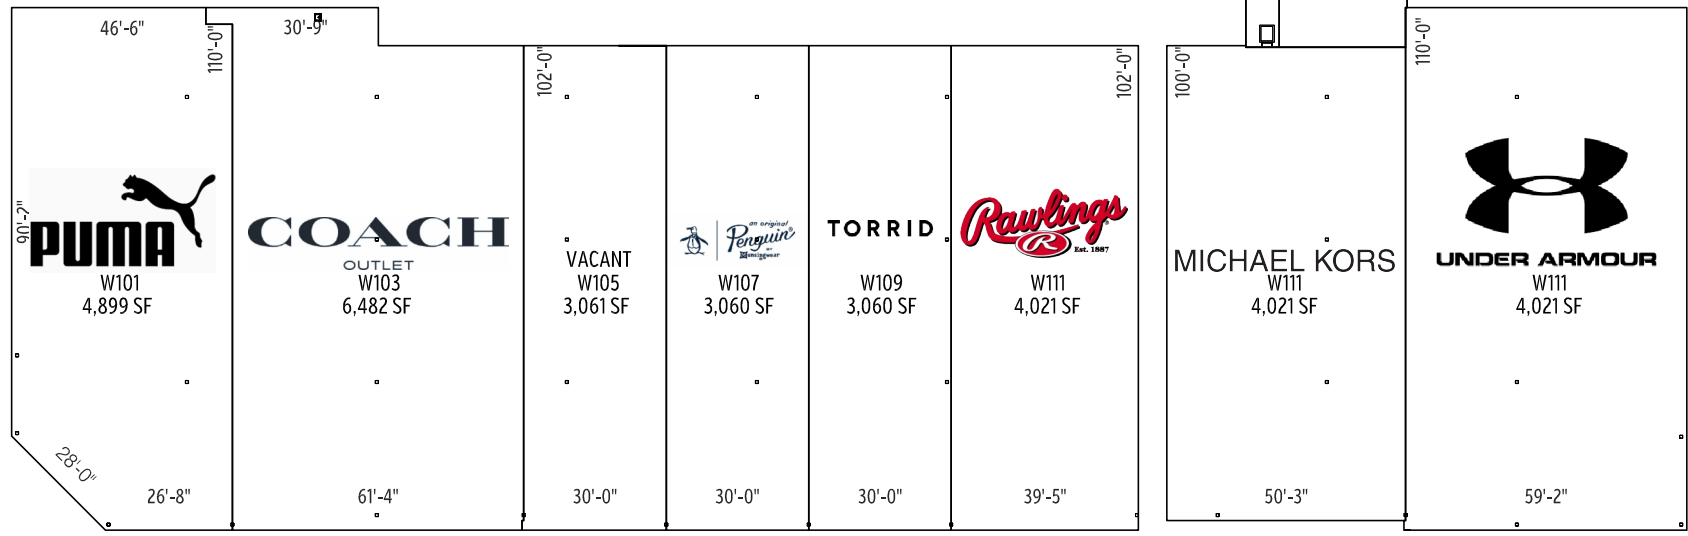 46'-6"
110'-0"
90'-2"
PUMA
W101
4,899 SF
28'-0"
26'-8"
30'-9"
COACH
OUTLET
W103
6,482 SF
61'-4"
102'-0"
VACANT
W105
3,061 SF
30'-0"
an original
Penguin®
BY
Munsingwear
W107
3,060 SF
30'-0"
TORRID
W109
3,060 SF
30'-0"
102'-0"
Rawlings
R
Est. 1887
W111
4,021 SF
39'-5"
100'-0"
MICHAEL KORS
W111
4,021 SF
50'-3"
110'-0"
UNDER ARMOUR
W111
4,021 SF
59'-2"